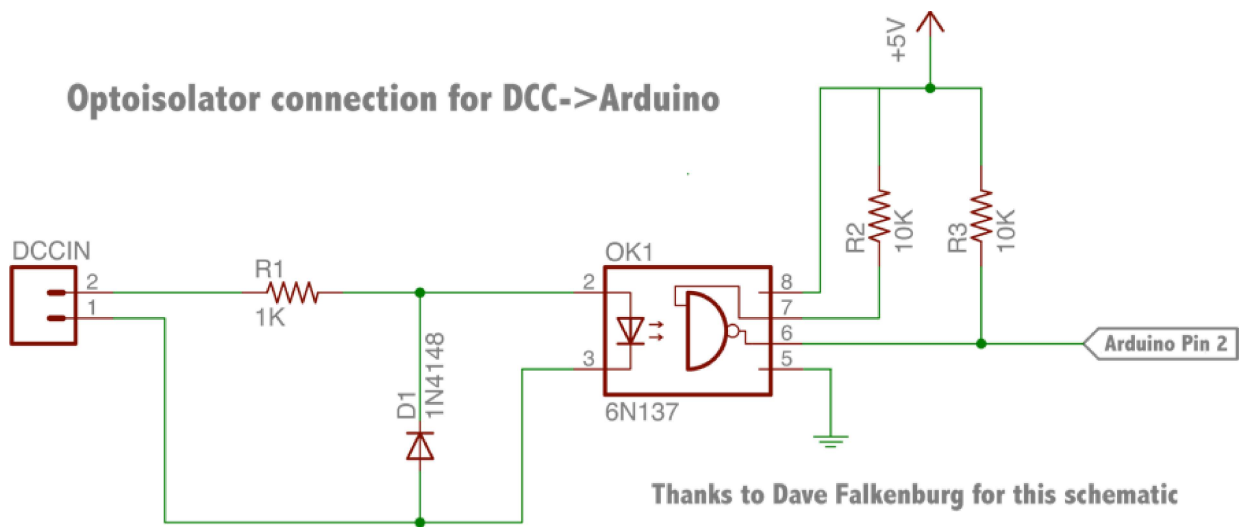 +5V
Optoisolator connection for DCC->Arduino
R2
10K
R3
10K
DCCIN
2
1
R1
1K
D1
1N4148
OK1
2
3
8
7
6
5
6N137
Arduino Pin 2
Thanks to Dave Falkenburg for this schematic